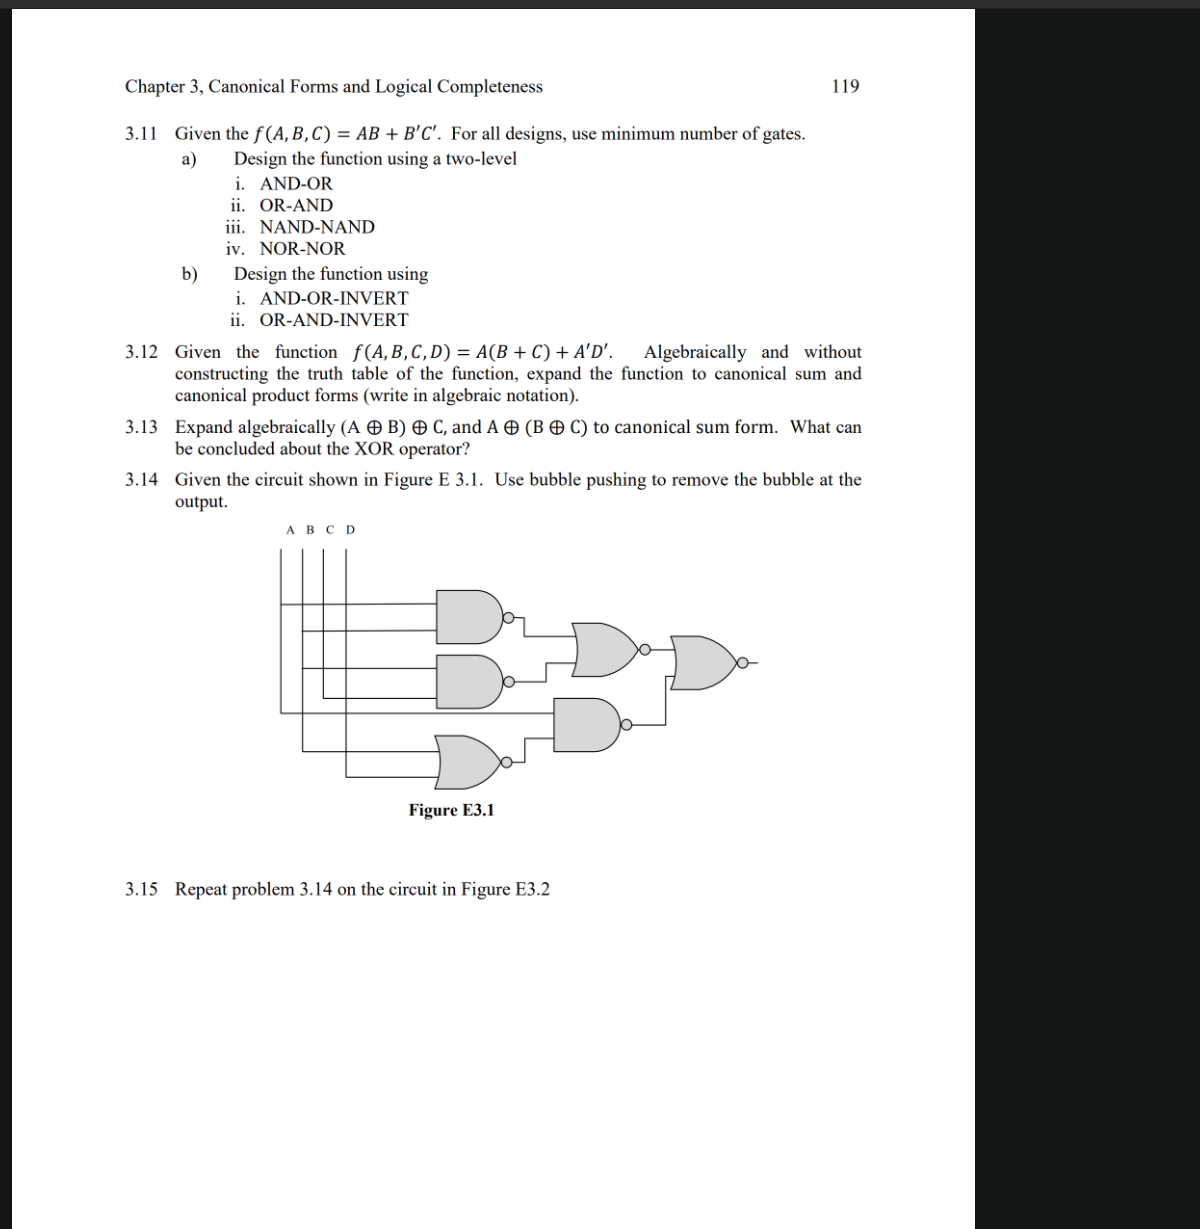 Chapter 3, Canonical Forms and Logical Completeness 119
3.11 Given the f(A, B, C) = AB + B′C′. For all designs, use minimum number of gates.
a) Design the function using a two-level
i. AND-OR
ii. OR-AND
iii. NAND-NAND
iv. NOR-NOR
b) Design the function using
i. AND-OR-INVERT
ii. OR-AND-INVERT
3.12 Given the function f(A, B, C, D) = A(B + C) + A′D′. Algebraically and without
constructing the truth table of the function, expand the function to canonical sum and
canonical product forms (write in algebraic notation).
3.13 Expand algebraically (A ⊕ B) ⊕ C, and A ⊕ (B ⊕ C) to canonical sum form. What can
be concluded about the XOR operator?
3.14 Given the circuit shown in Figure E 3.1. Use bubble pushing to remove the bubble at the
output.
A B C D
Figure E3.1
3.15 Repeat problem 3.14 on the circuit in Figure E3.2